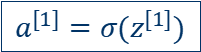 a^[1] = σ(z^[1])